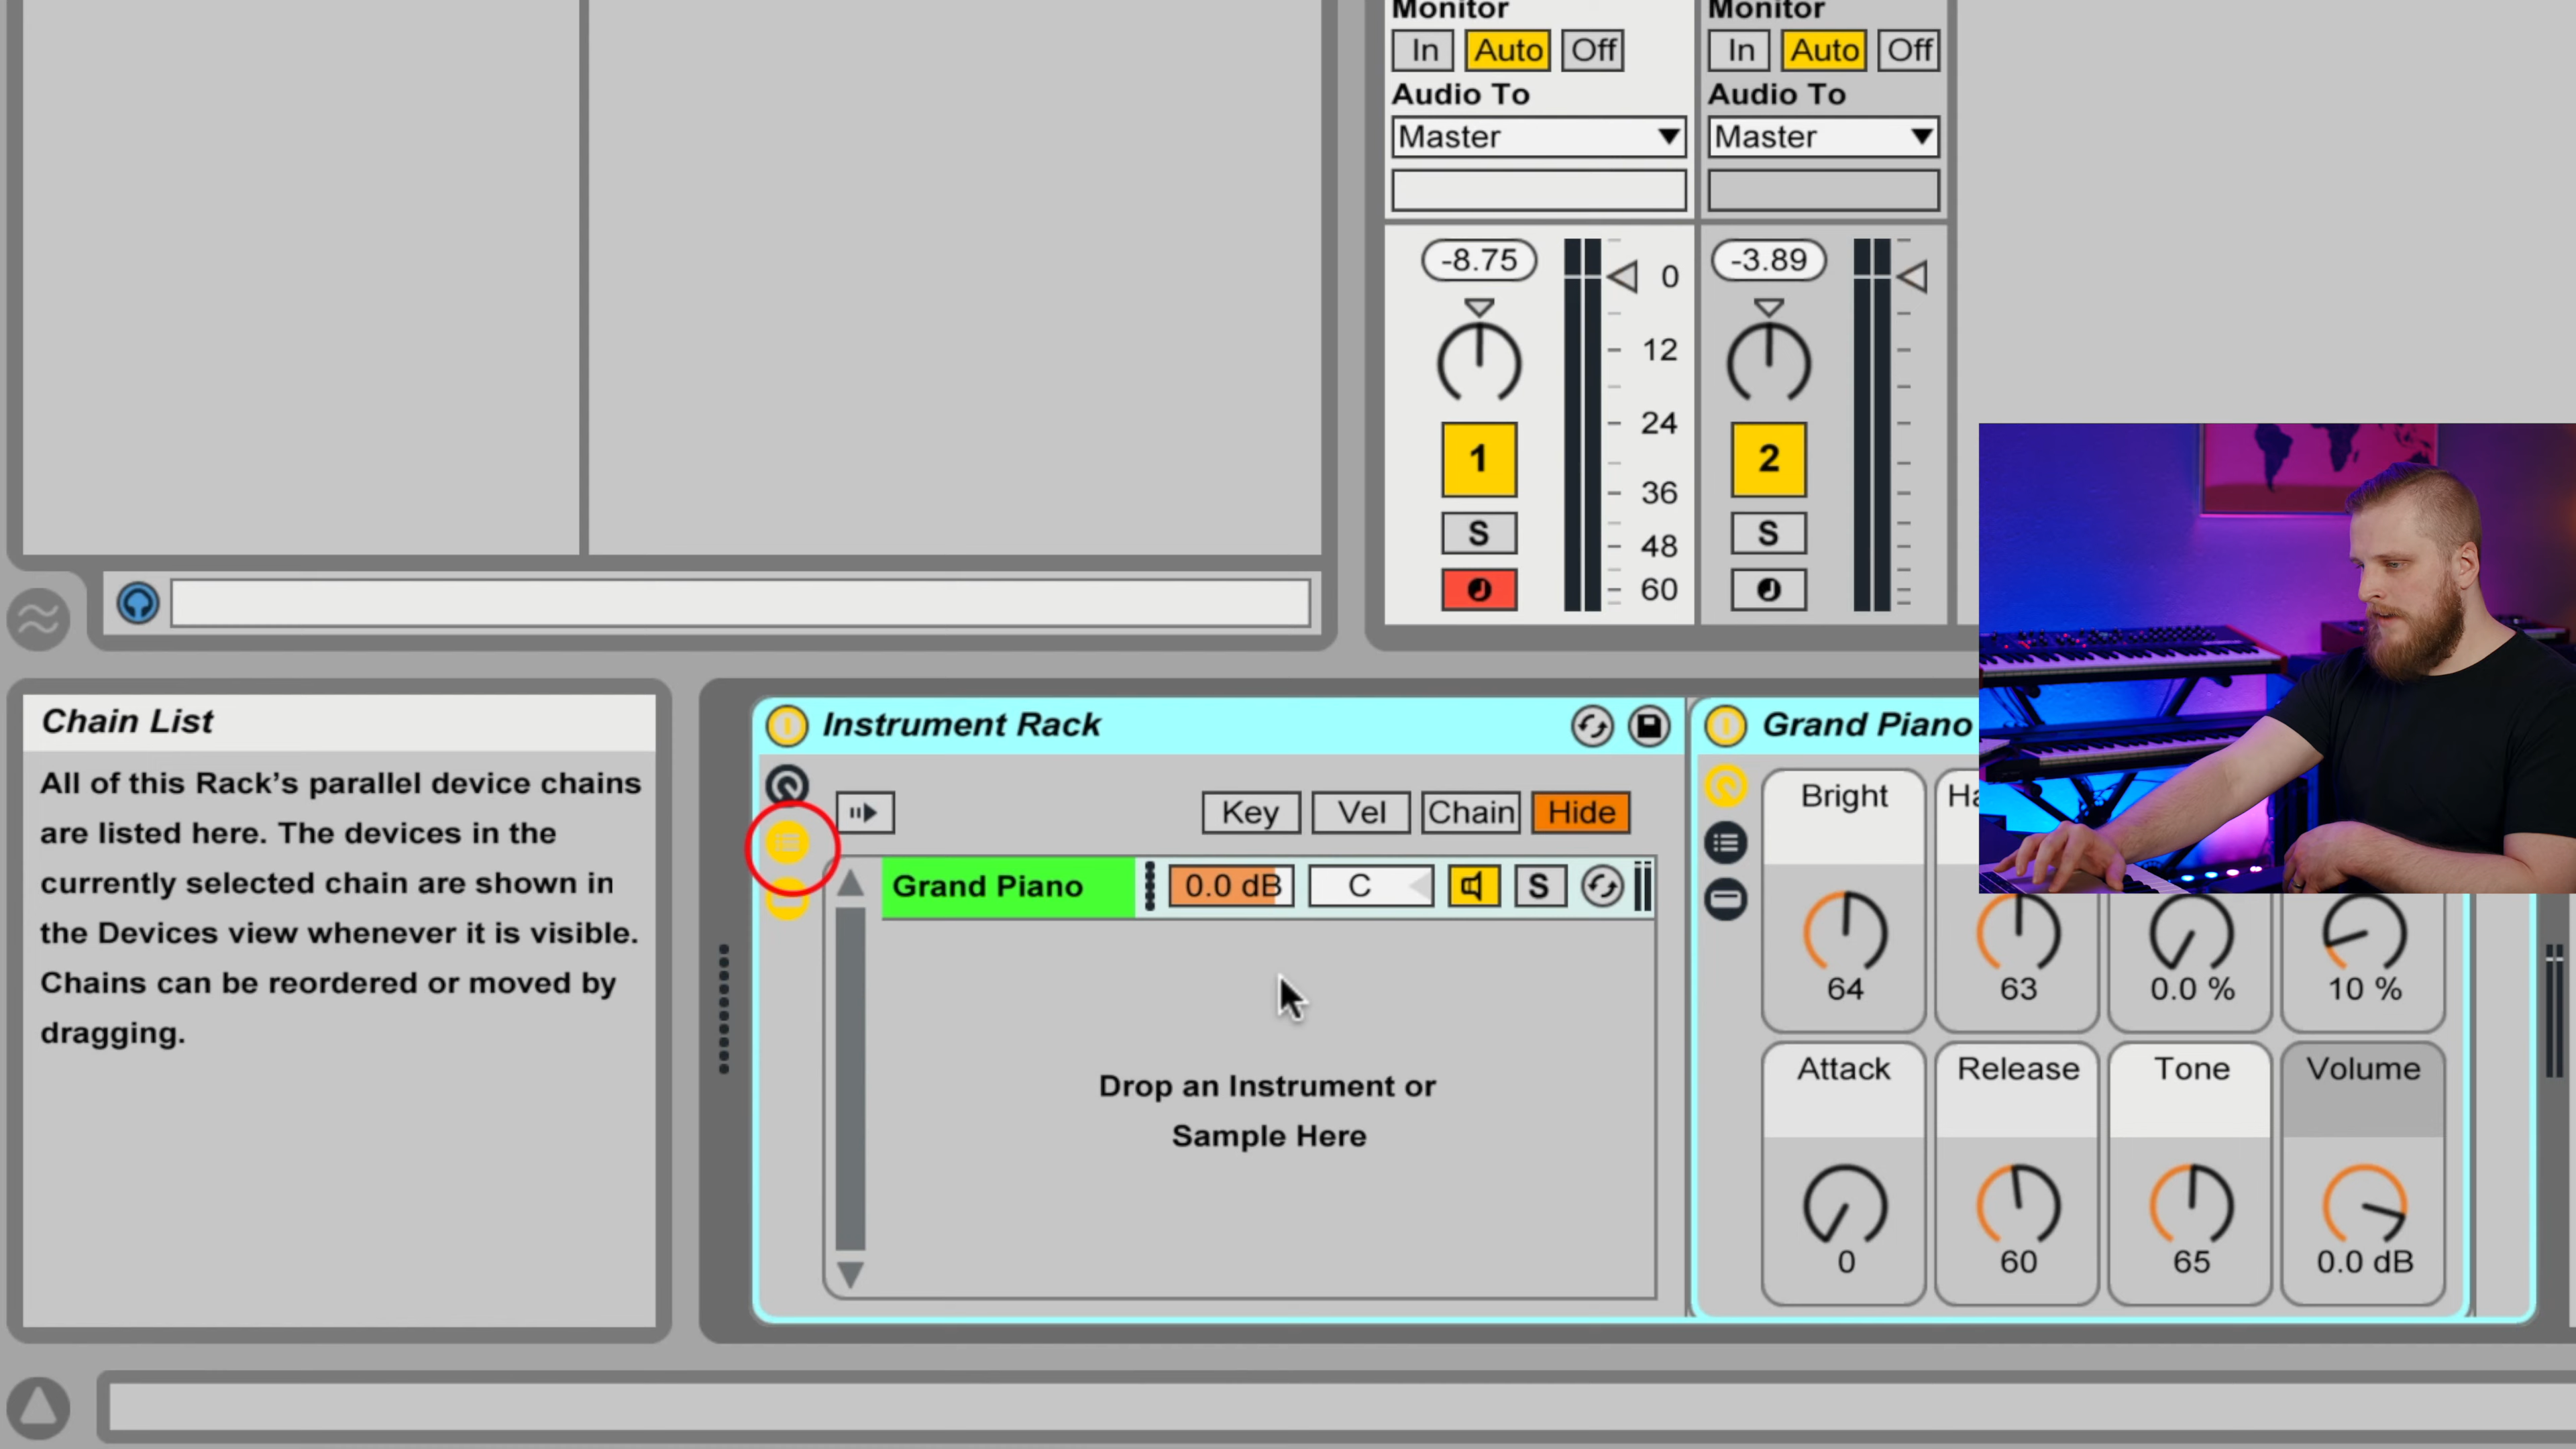 Monitor
In Auto Off
Audio To
Master
-8.75
0
12
24
36
48
60
1
S
Monitor
In Auto Off
Audio To
Master
-3.89
2
S
Chain List
All of this Rack's parallel device chains
are listed here. The devices in the
currently selected chain are shown in
the Devices view whenever it is visible.
Chains can be reordered or moved by
dragging.
Instrument Rack
Key Vel Chain Hide
Grand Piano 0.0 dB C S
Drop an Instrument or
Sample Here
Grand Piano
Bright
64 63 0.0 % 10 %
Attack Release Tone Volume
0 60 65 0.0 dB